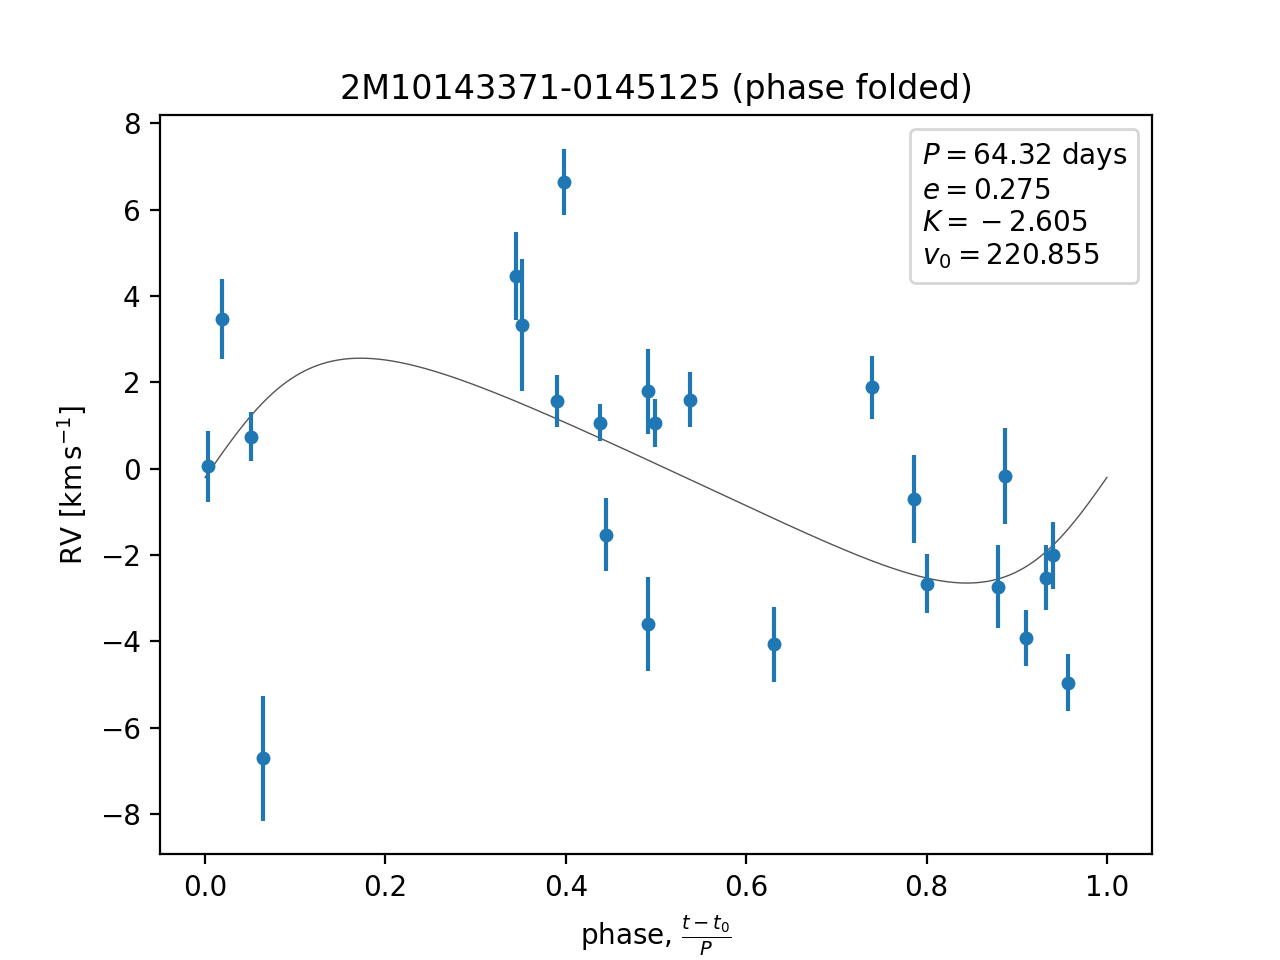 2M10143371-0145125 (phase folded)
P = 64.32 days
e = 0.275
K = −2.605
v₀ = 220.855
RV [km s⁻¹]
8
6
4
2
0
−2
−4
−6
−8
0.0 0.2 0.4 0.6 0.8 1.0
phase, (t − t₀)/P